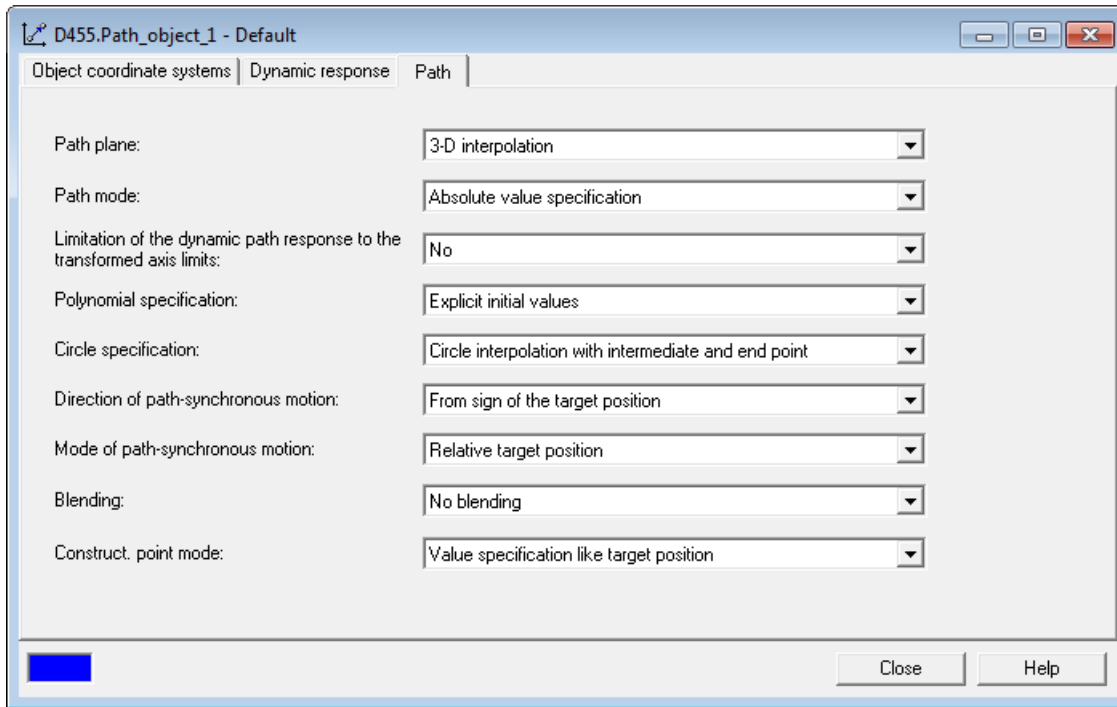 D455.Path_object_1 - Default
Object coordinate systems Dynamic response Path
Path plane: 3-D interpolation
Path mode: Absolute value specification
Limitation of the dynamic path response to the
transformed axis limits: No
Polynomial specification: Explicit initial values
Circle specification: Circle interpolation with intermediate and end point
Direction of path-synchronous motion: From sign of the target position
Mode of path-synchronous motion: Relative target position
Blending: No blending
Construct. point mode: Value specification like target position
Close Help